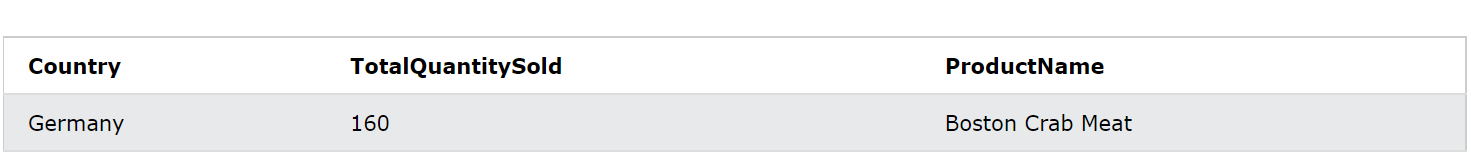 Country TotalQuantitySold ProductName
Germany 160 Boston Crab Meat